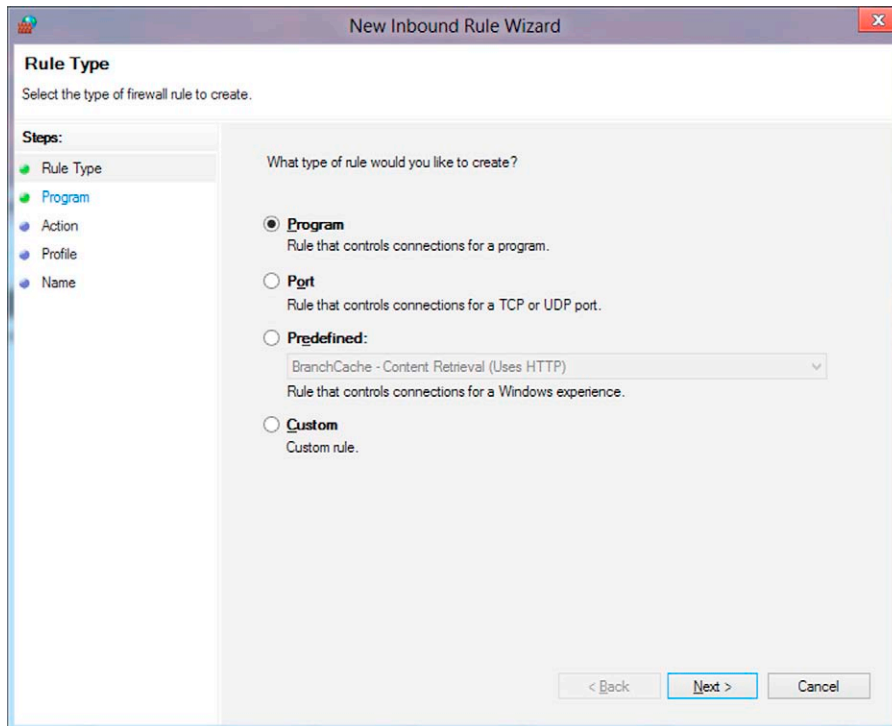 New Inbound Rule Wizard
x
Rule Type
Select the type of firewall rule to create.
Steps:
Rule Type
Program
Action
Profile
Name
What type of rule would you like to create?
Program
Rule that controls connections for a program.
Port
Rule that controls connections for a TCP or UDP port.
Predefined:
BranchCache - Content Retrieval (Uses HTTP)
Rule that controls connections for a Windows experience.
Custom
Custom rule.
< Back Next > Cancel